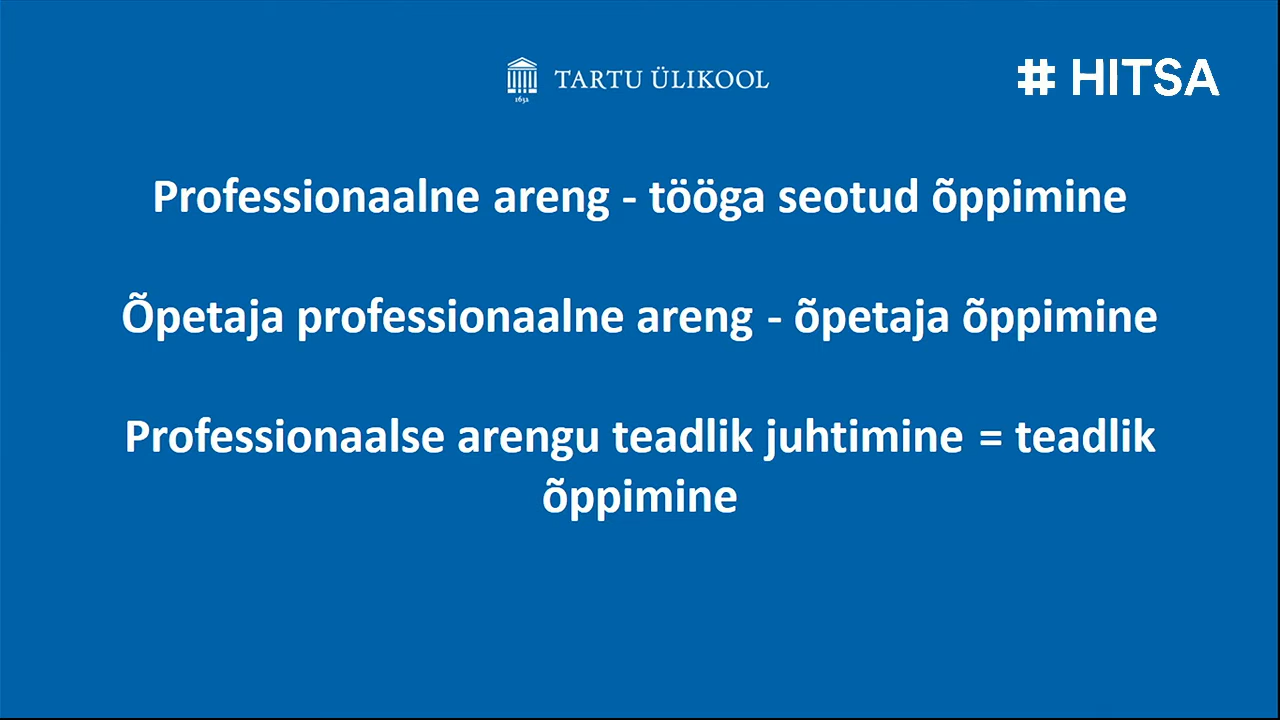 TARTU ÜLIKOOL
1632
# HITSA
Professionaalne areng - tööga seotud õppimine
Õpetaja professionaalne areng - õpetaja õppimine
Professionaalse arengu teadlik juhtimine = teadlik
õppimine